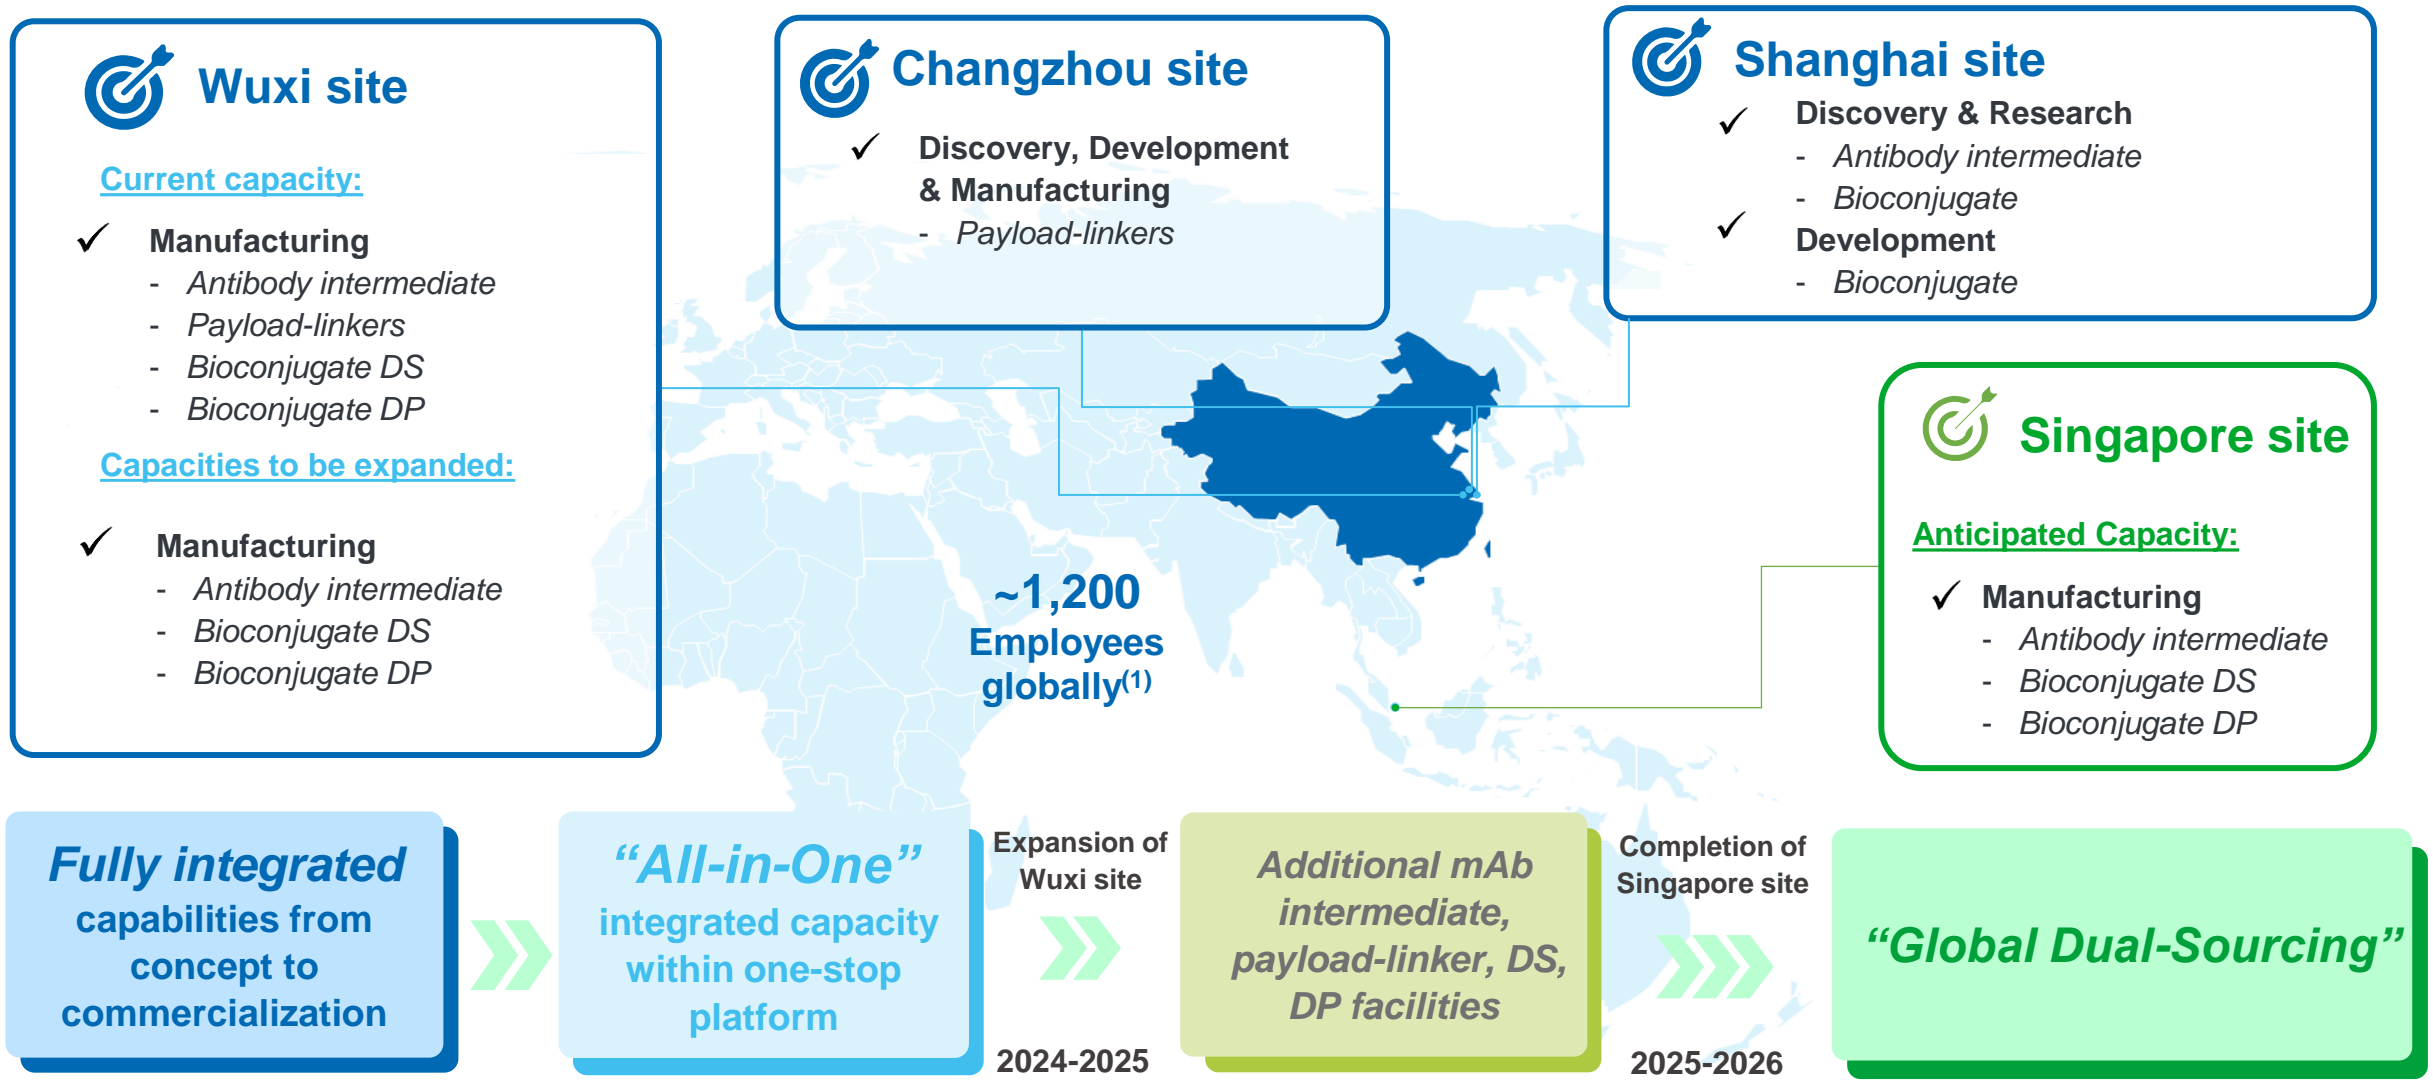 Wuxi site
Current capacity:
✓ Manufacturing
- Antibody intermediate
- Payload-linkers
- Bioconjugate DS
- Bioconjugate DP
Capacities to be expanded:
✓ Manufacturing
- Antibody intermediate
- Bioconjugate DS
- Bioconjugate DP
Changzhou site
✓ Discovery, Development
& Manufacturing
- Payload-linkers
Shanghai site
✓ Discovery & Research
- Antibody intermediate
- Bioconjugate
✓ Development
- Bioconjugate
Singapore site
Anticipated Capacity:
✓ Manufacturing
- Antibody intermediate
- Bioconjugate DS
- Bioconjugate DP
~1,200
Employees
globally(1)
Fully integrated
capabilities from
concept to
commercialization
“All-in-One”
integrated capacity
within one-stop
platform
Expansion of
Wuxi site
2024-2025
Additional mAb
intermediate,
payload-linker, DS,
DP facilities
Completion of
Singapore site
2025-2026
“Global Dual-Sourcing”